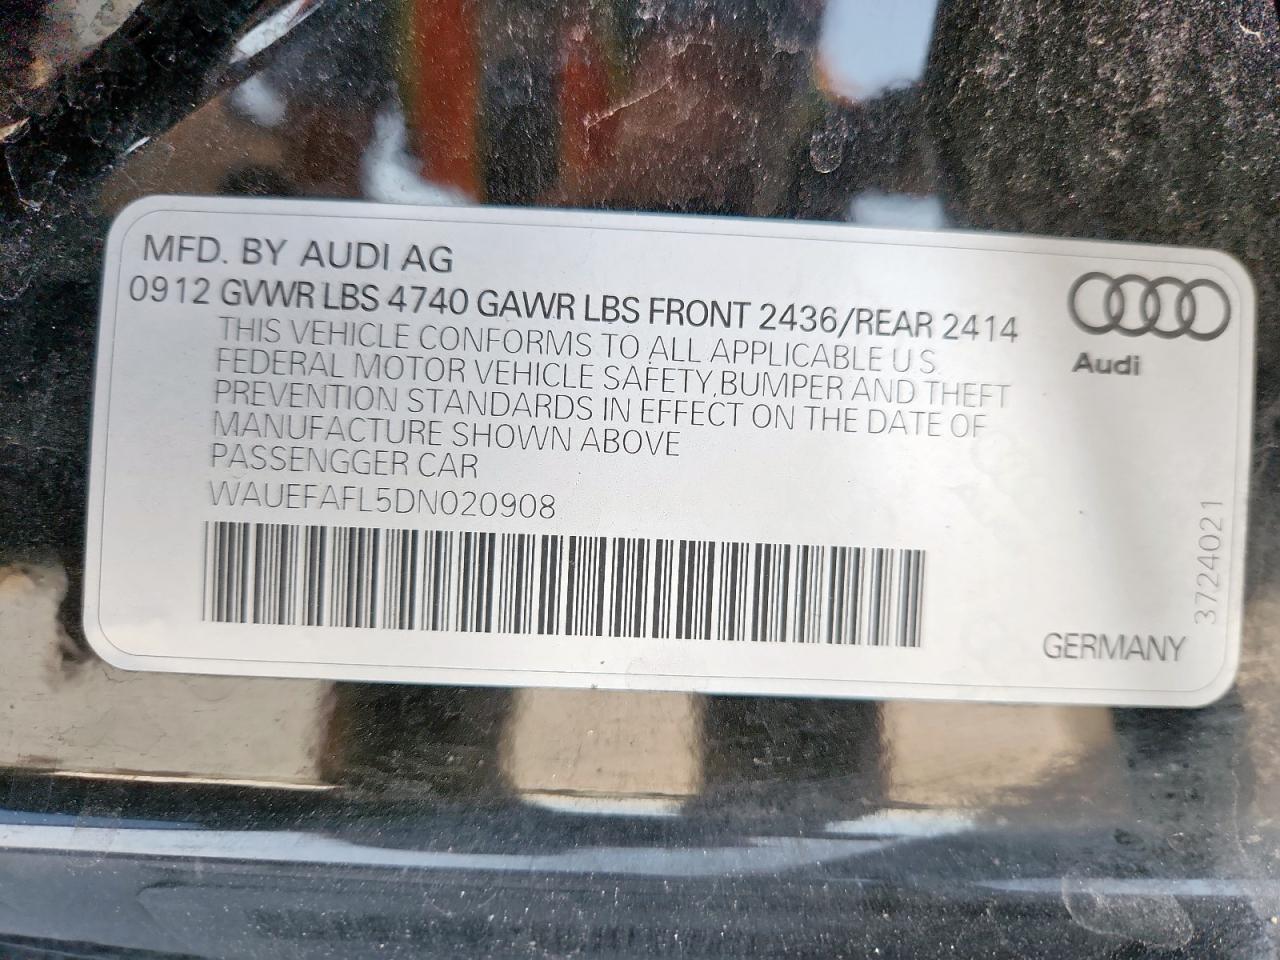 MFD. BY AUDI AG
0912 GVWR LBS 4740 GAWR LBS FRONT 2436/REAR 2414
THIS VEHICLE CONFORMS TO ALL APPLICABLE U S.
FEDERAL MOTOR VEHICLE SAFETY,BUMPER AND THEFT
PREVENTION STANDARDS IN EFFECT ON THE DATE OF
MANUFACTURE SHOWN ABOVE
PASSENGGER CAR
WAUEFAFL5DN020908
Audi
3724021
GERMANY